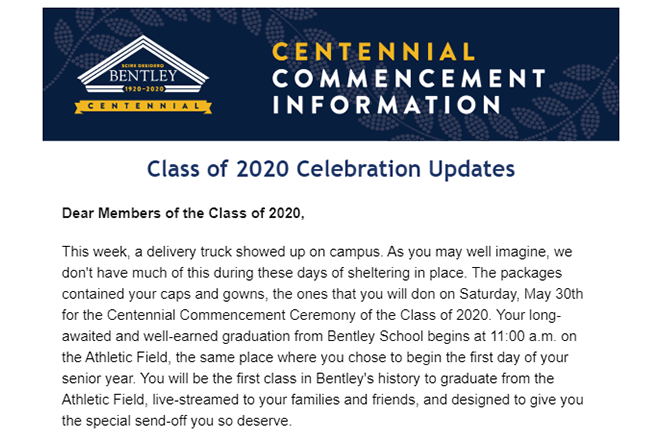 SCIRE DESIDERO
BENTLEY
1920-2020
CENTENNIAL
CENTENNIAL
COMMENCEMENT
INFORMATION
Class of 2020 Celebration Updates
Dear Members of the Class of 2020,
This week, a delivery truck showed up on campus. As you may well imagine, we
don't have much of this during these days of sheltering in place. The packages
contained your caps and gowns, the ones that you will don on Saturday, May 30th
for the Centennial Commencement Ceremony of the Class of 2020. Your long-
awaited and well-earned graduation from Bentley School begins at 11:00 a.m. on
the Athletic Field, the same place where you chose to begin the first day of your
senior year. You will be the first class in Bentley's history to graduate from the
Athletic Field, live-streamed to your families and friends, and designed to give you
the special send-off you so deserve.